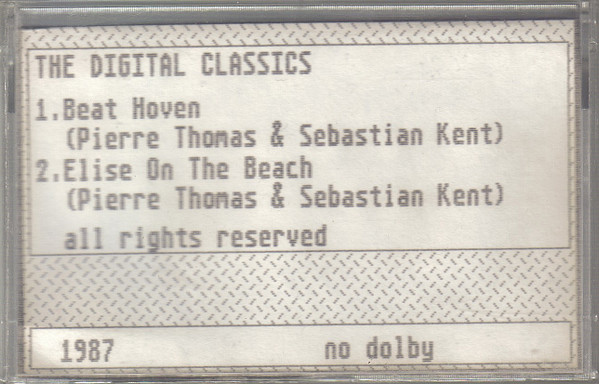 THE DIGITAL CLASSICS
1.Beat Hoven
(Pierre Thomas & Sebastian Kent)
2.Elise On The Beach
(Pierre Thomas & Sebastian Kent)
all rights reserved
1987 no dolby